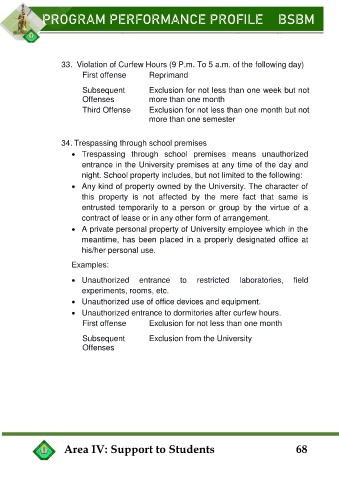 PROGRAM PERFORMANCE PROFILE BSBM
33. Violation of Curfew Hours (9 P.m. To 5 a.m. of the following day)
First offense Reprimand
Subsequent Exclusion for not less than one week but not
Offenses more than one month
Third Offense Exclusion for not less than one month but not
more than one semester
34. Trespassing through school premises
• Trespassing through school premises means unauthorized
entrance in the University premises at any time of the day and
night. School property includes, but not limited to the following:
• Any kind of property owned by the University. The character of
this property is not affected by the mere fact that same is
entrusted temporarily to a person or group by the virtue of a
contract of lease or in any other form of arrangement.
• A private personal property of University employee which in the
meantime, has been placed in a properly designated office at
his/her personal use.
Examples:
• Unauthorized entrance to restricted laboratories, field
experiments, rooms, etc.
• Unauthorized use of office devices and equipment.
• Unauthorized entrance to dormitories after curfew hours.
First offense Exclusion for not less than one month
Subsequent Exclusion from the University
Offenses
Area IV: Support to Students 68